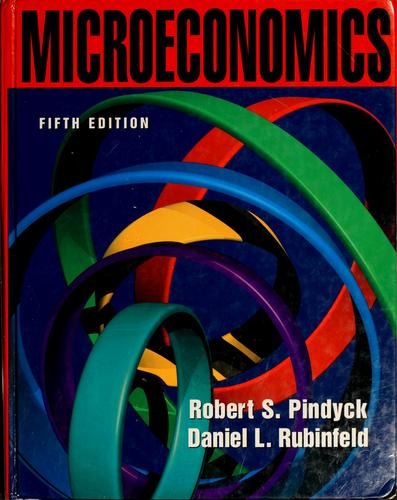 MICROECONOMICS
FIFTH EDITION
Robert S. Pindyck
Daniel L. Rubinfeld